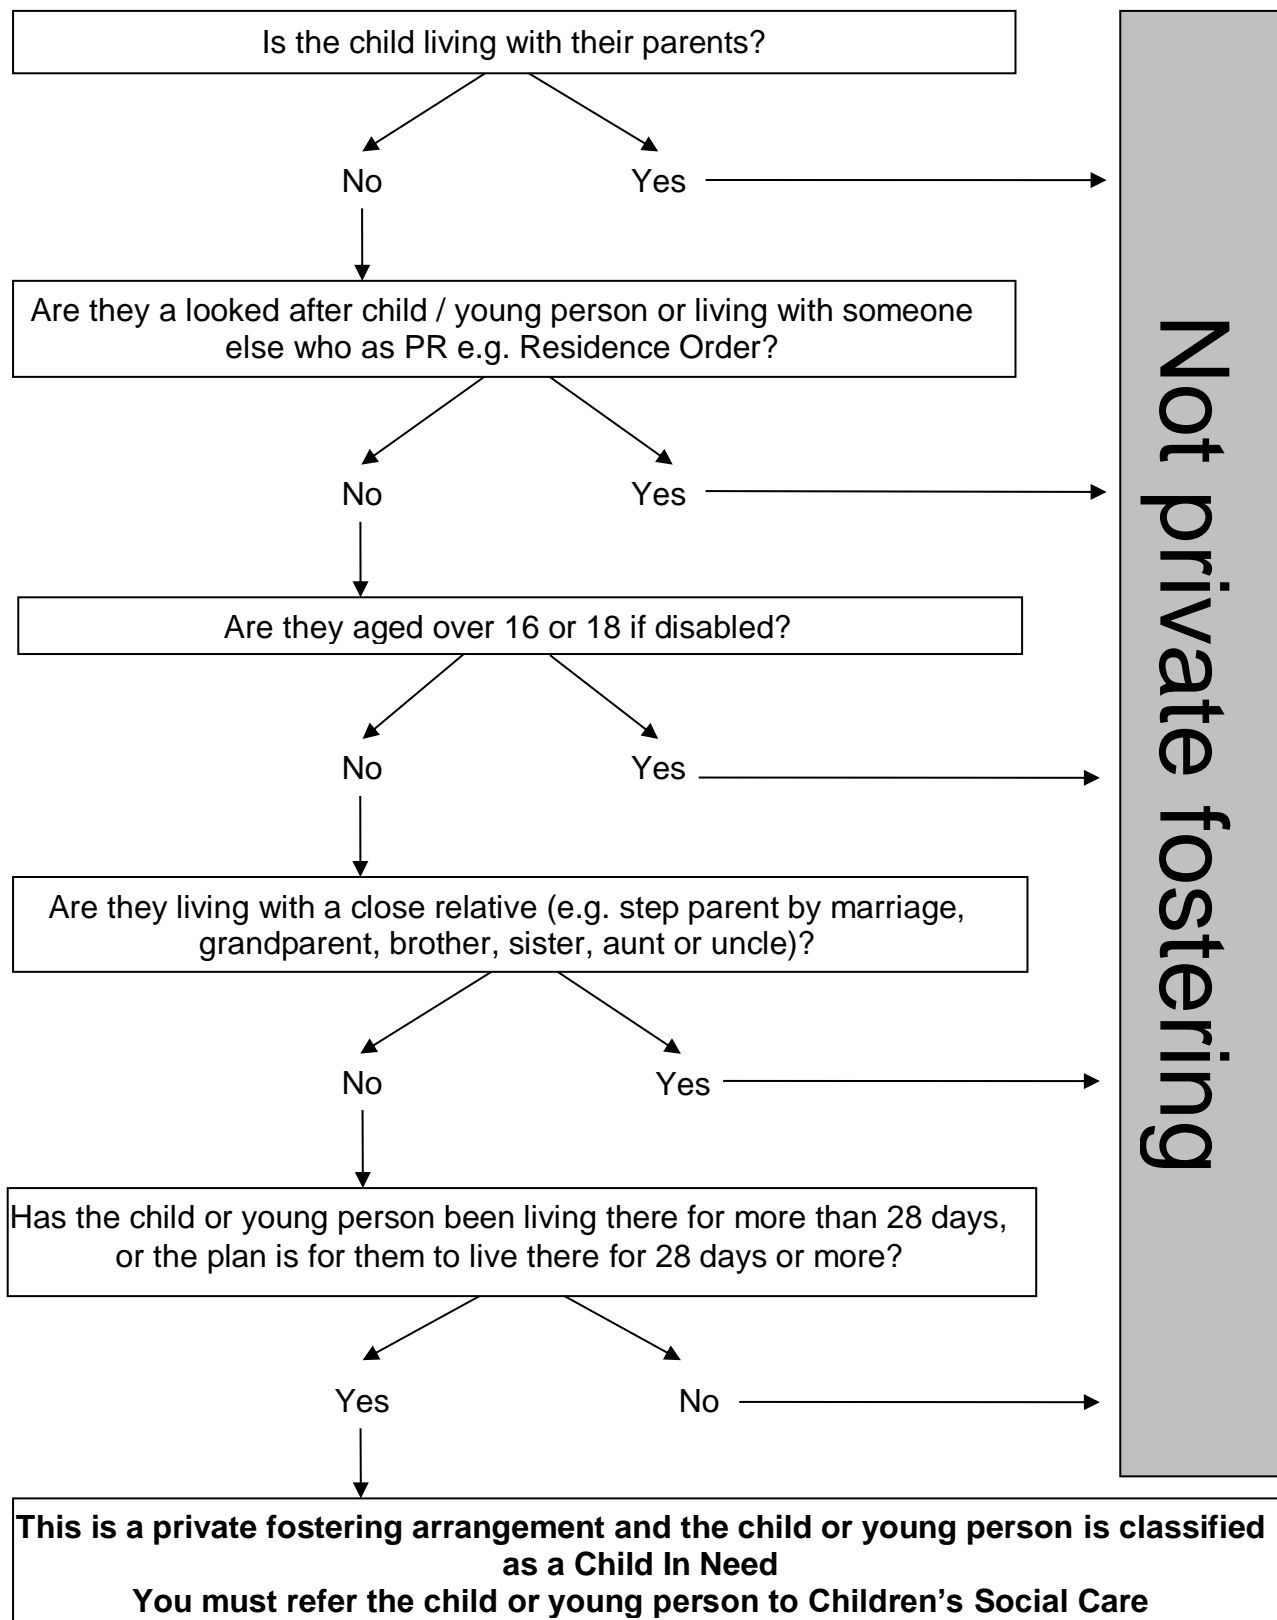 Is the child living with their parents?
No
Yes
Are they a looked after child / young person or living with someone
else who as PR e.g. Residence Order?
No
Yes
Are they aged over 16 or 18 if disabled?
No
Yes
Are they living with a close relative (e.g. step parent by marriage,
grandparent, brother, sister, aunt or uncle)?
No
Yes
Has the child or young person been living there for more than 28 days,
or the plan is for them to live there for 28 days or more?
Yes
No
This is a private fostering arrangement and the child or young person is classified
as a Child In Need
You must refer the child or young person to Children’s Social Care
Not private fostering